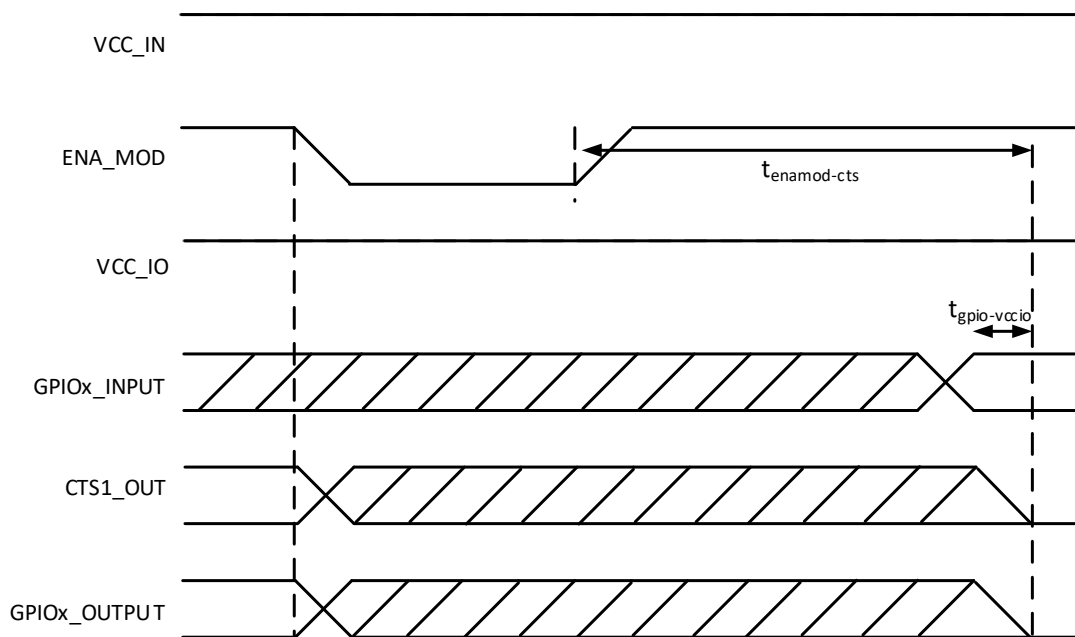 VCC_IN
ENA_MOD
tenamod-cts
VCC_IO
tgpio-vccio
GPIOx_INPUT
CTS1_OUT
GPIOx_OUTPUT